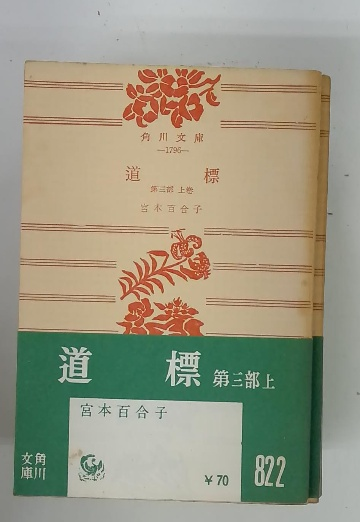 角川文庫
—1795—
道標
第三部 上巻
宮本百合子
道標 第三部上
宮本百合子
角川文庫
¥70
822